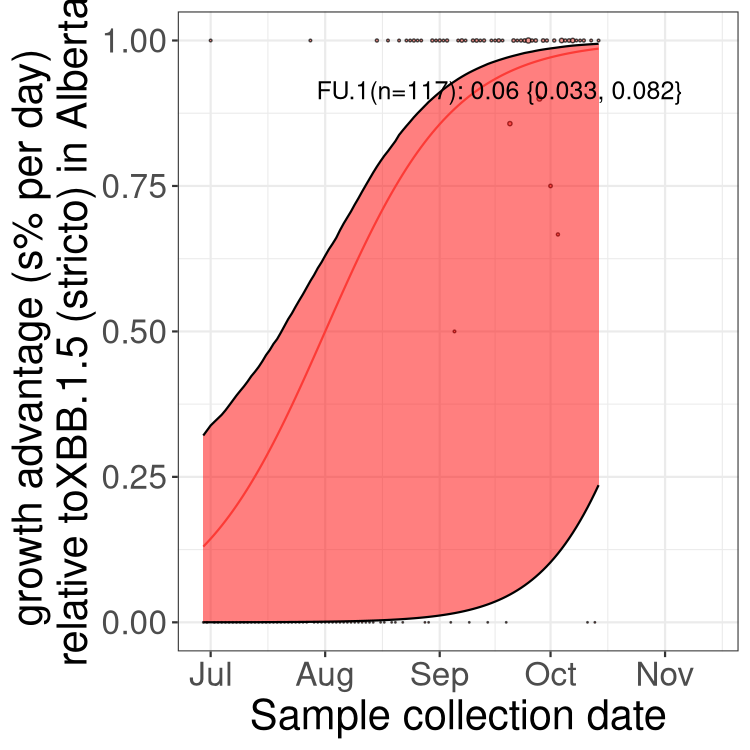 growth advantage (s% per day)
relative toXBB.1.5 (stricto) in Alberta
1.00
0.75
0.50
0.25
0.00
FU.1(n=117): 0.06 {0.033, 0.082}
Jul Aug Sep Oct Nov
Sample collection date